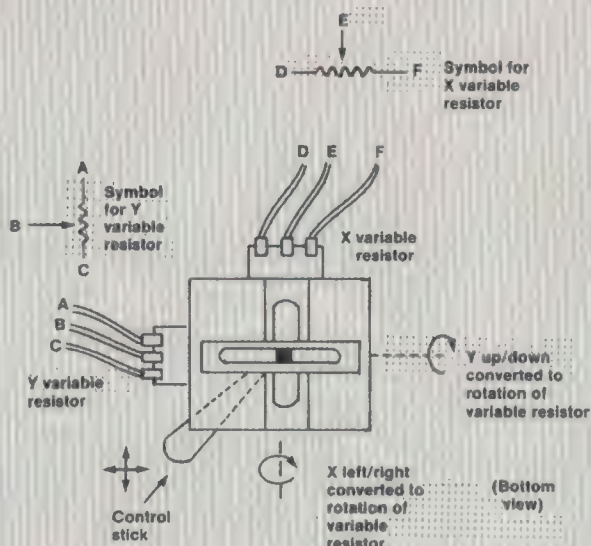 E
D
F
Symbol for
X variable
resistor
A
Symbol
for Y
variable
resistor
B
C
D
E
F
X variable
resistor
A
B
C
Y variable
resistor
Y up/down
converted to
rotation of
variable resistor
Control
stick
X left/right
converted to
rotation of
variable
resistor
(Bottom
view)